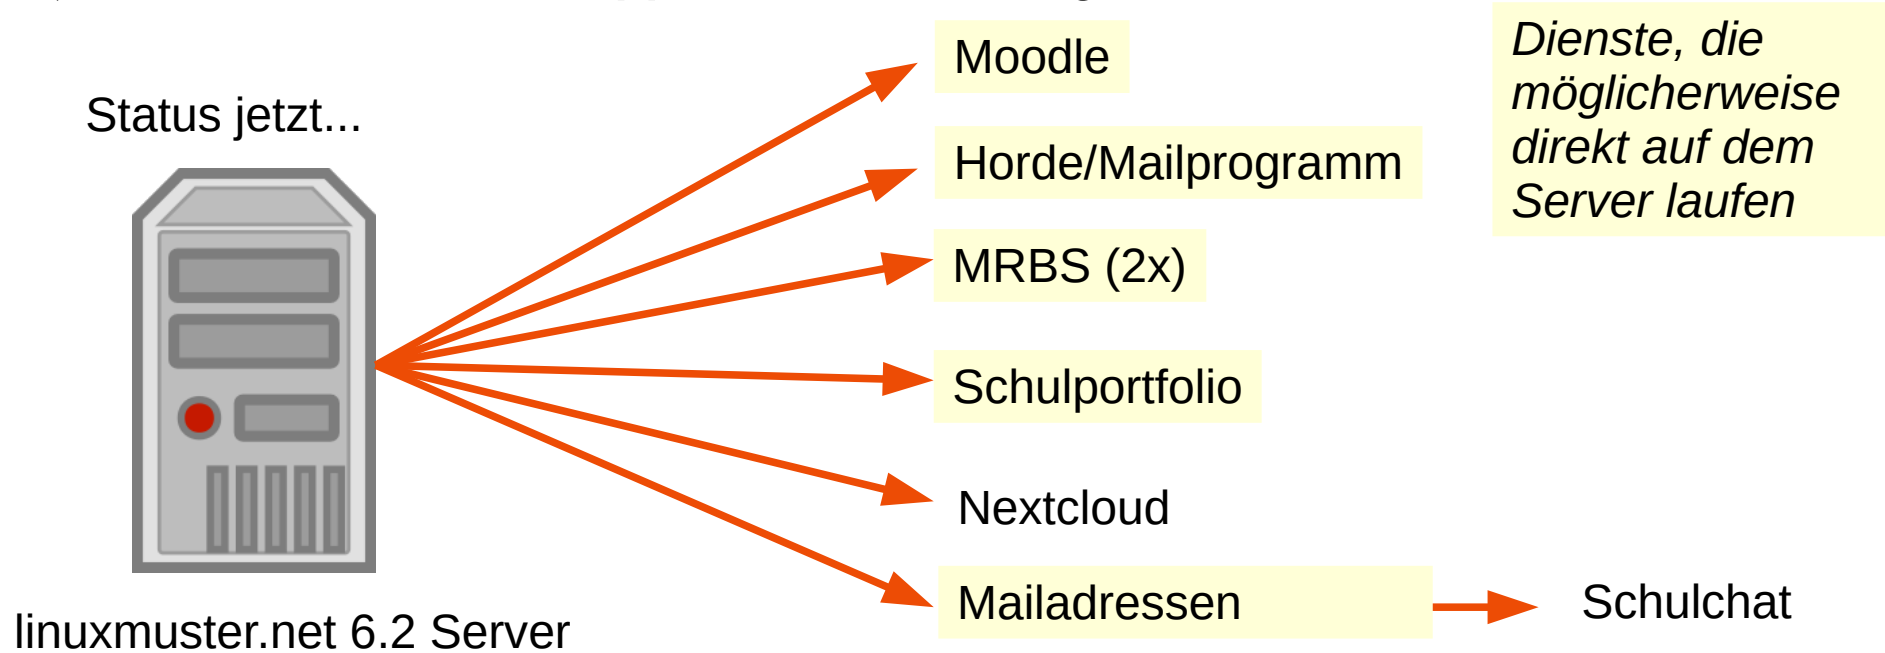 Status jetzt...
linuxmuster.net 6.2 Server
Moodle
Horde/Mailprogramm
MRBS (2x)
Schulportfolio
Nextcloud
Mailadressen
Schulchat
Dienste, die
möglicherweise
direkt auf dem
Server laufen